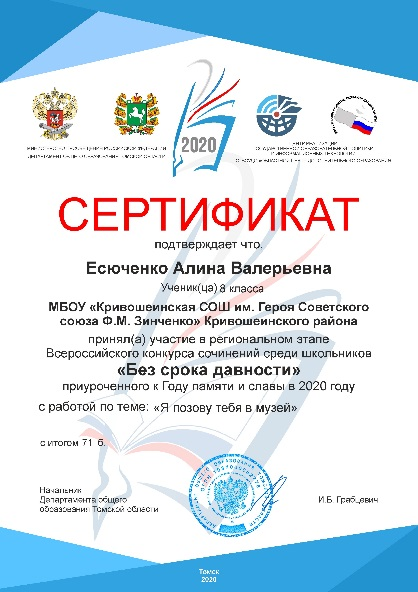 2020
СЕРТИФИКАТ
подтверждает что.
Есюченко Алина Валерьевна
Ученик(ца) 8 класса
МБОУ «Кривошеинская СОШ им. Героя Советского
союза Ф.М. Зинченко» Кривошеинского района
принял(а) участие в региональном этапе
Всероссийского конкурса сочинений среди школьников
«Без срока давности»
приуроченного к Году памяти и славы в 2020 году
с работой по теме: «Я позову тебя в музей»
с итогом 71 б.
Начальник
Департамента общего
образования Томской области
И.Б. Грабцевич
Томск
2020